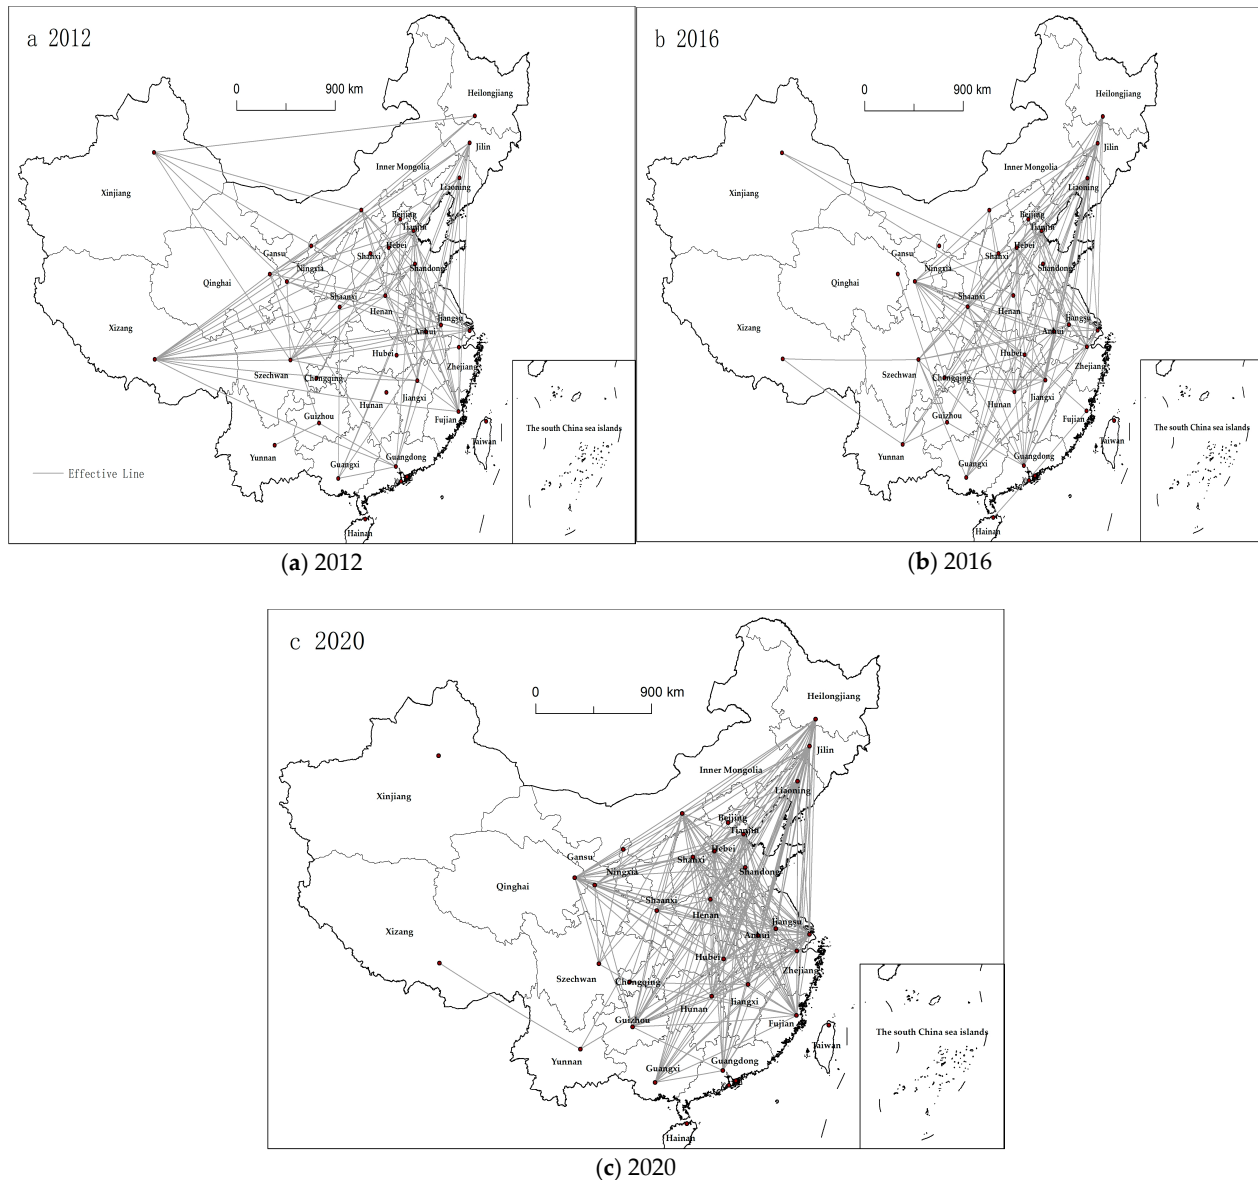 a 2012
0 900 km
Heilongjiang
Jilin
Inner Mongolia
Liaoning
Xinjiang
Beijing
Tianjin
Hebei
Gansu
Shanxi
Ningxia
Shandong
Qinghai
Shaanxi
Henan
Jiangsu
Xizang
Anhui
Hubei
Zhejiang
Szechwan
Chongqing
Hunan
Jiangxi
Guizhou
Fujian
The south China sea islands
Taiwan
Yunnan
Guangxi
Guangdong
Effective Line
Hainan
(a) 2012
b 2016
0 900 km
Heilongjiang
Jilin
Inner Mongolia
Liaoning
Xinjiang
Beijing
Tianjin
Hebei
Gansu
Shanxi
Ningxia
Shandong
Qinghai
Shaanxi
Henan
Jiangsu
Xizang
Anhui
Hubei
Zhejiang
Szechwan
Chongqing
Hunan
Jiangxi
Guizhou
Fujian
The south China sea islands
Taiwan
Yunnan
Guangxi
Guangdong
Hainan
(b) 2016
c 2020
0 900 km
Heilongjiang
Jilin
Inner Mongolia
Liaoning
Xinjiang
Beijing
Tianjin
Hebei
Gansu
Shanxi
Ningxia
Shandong
Qinghai
Shaanxi
Henan
Jiangsu
Xizang
Anhui
Hubei
Zhejiang
Szechwan
Chongqing
Hunan
Jiangxi
Guizhou
Fujian
The south China sea islands
Taiwan
Yunnan
Guangxi
Guangdong
Hainan
(c) 2020